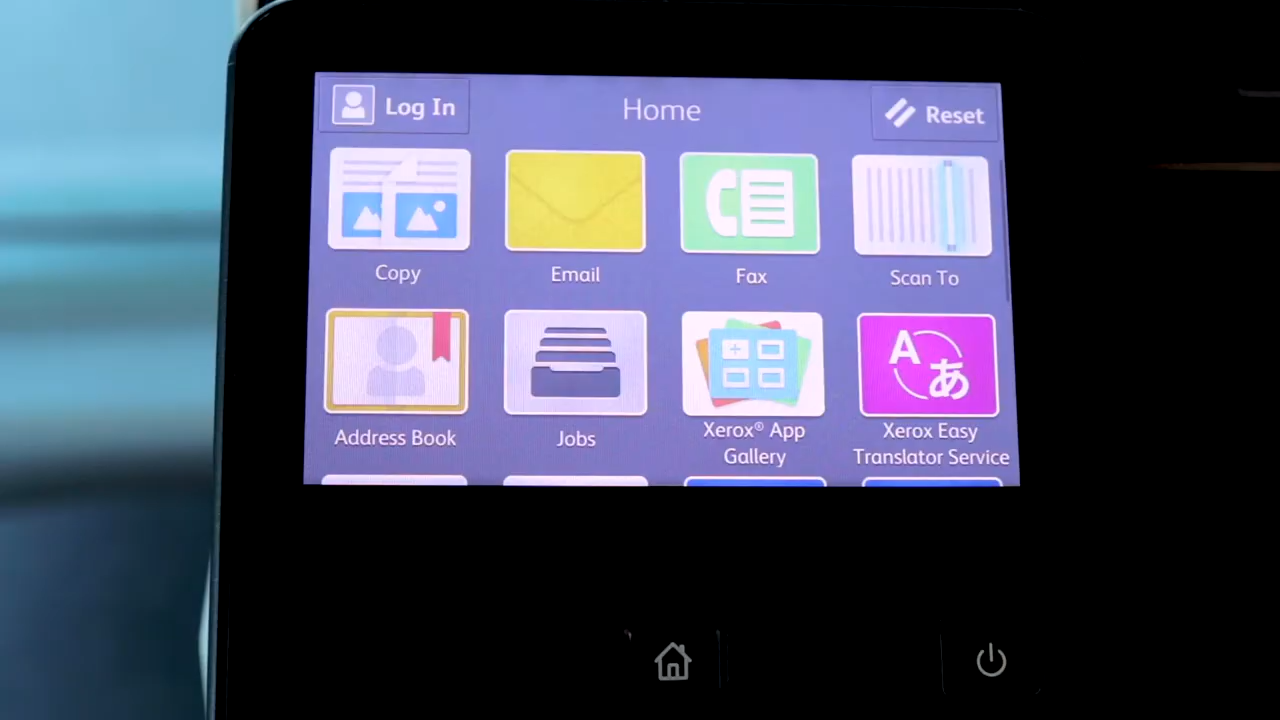 Log In
Home
Reset
Copy
Email
Fax
Scan To
A
あ
Address Book
Jobs
Xerox® App
Gallery
Xerox Easy
Translator Service